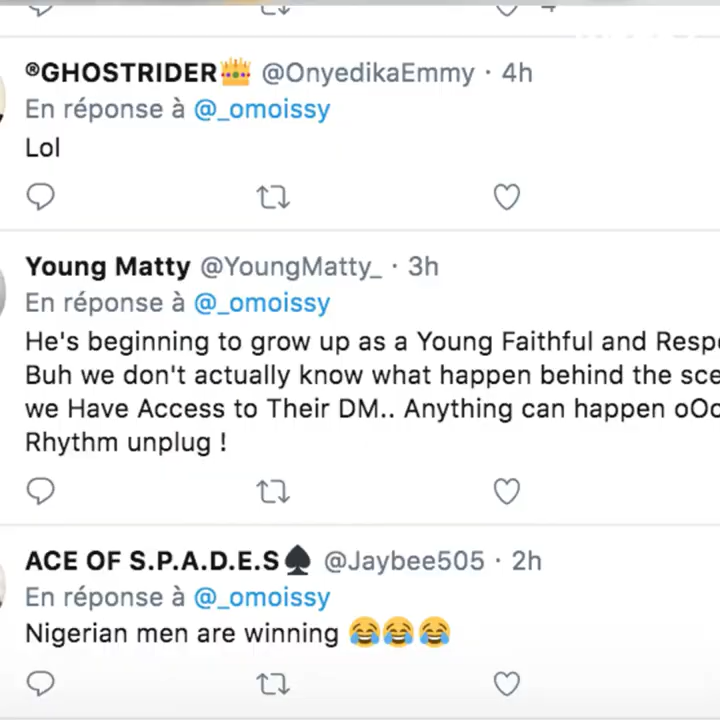 ®GHOSTRIDER👑 @OnyedikaEmmy · 4h
En réponse à @_omoissy
Lol
Young Matty @YoungMatty_ · 3h
En réponse à @_omoissy
He's beginning to grow up as a Young Faithful and
Buh we don't actually know what happen behind the
we Have Access to Their DM.. Anything can happen
Rhythm unplug !
ACE OF S.P.A.D.E.S♠ @Jaybee505 · 2h
En réponse à @_omoissy
Nigerian men are winning 😂😂😂